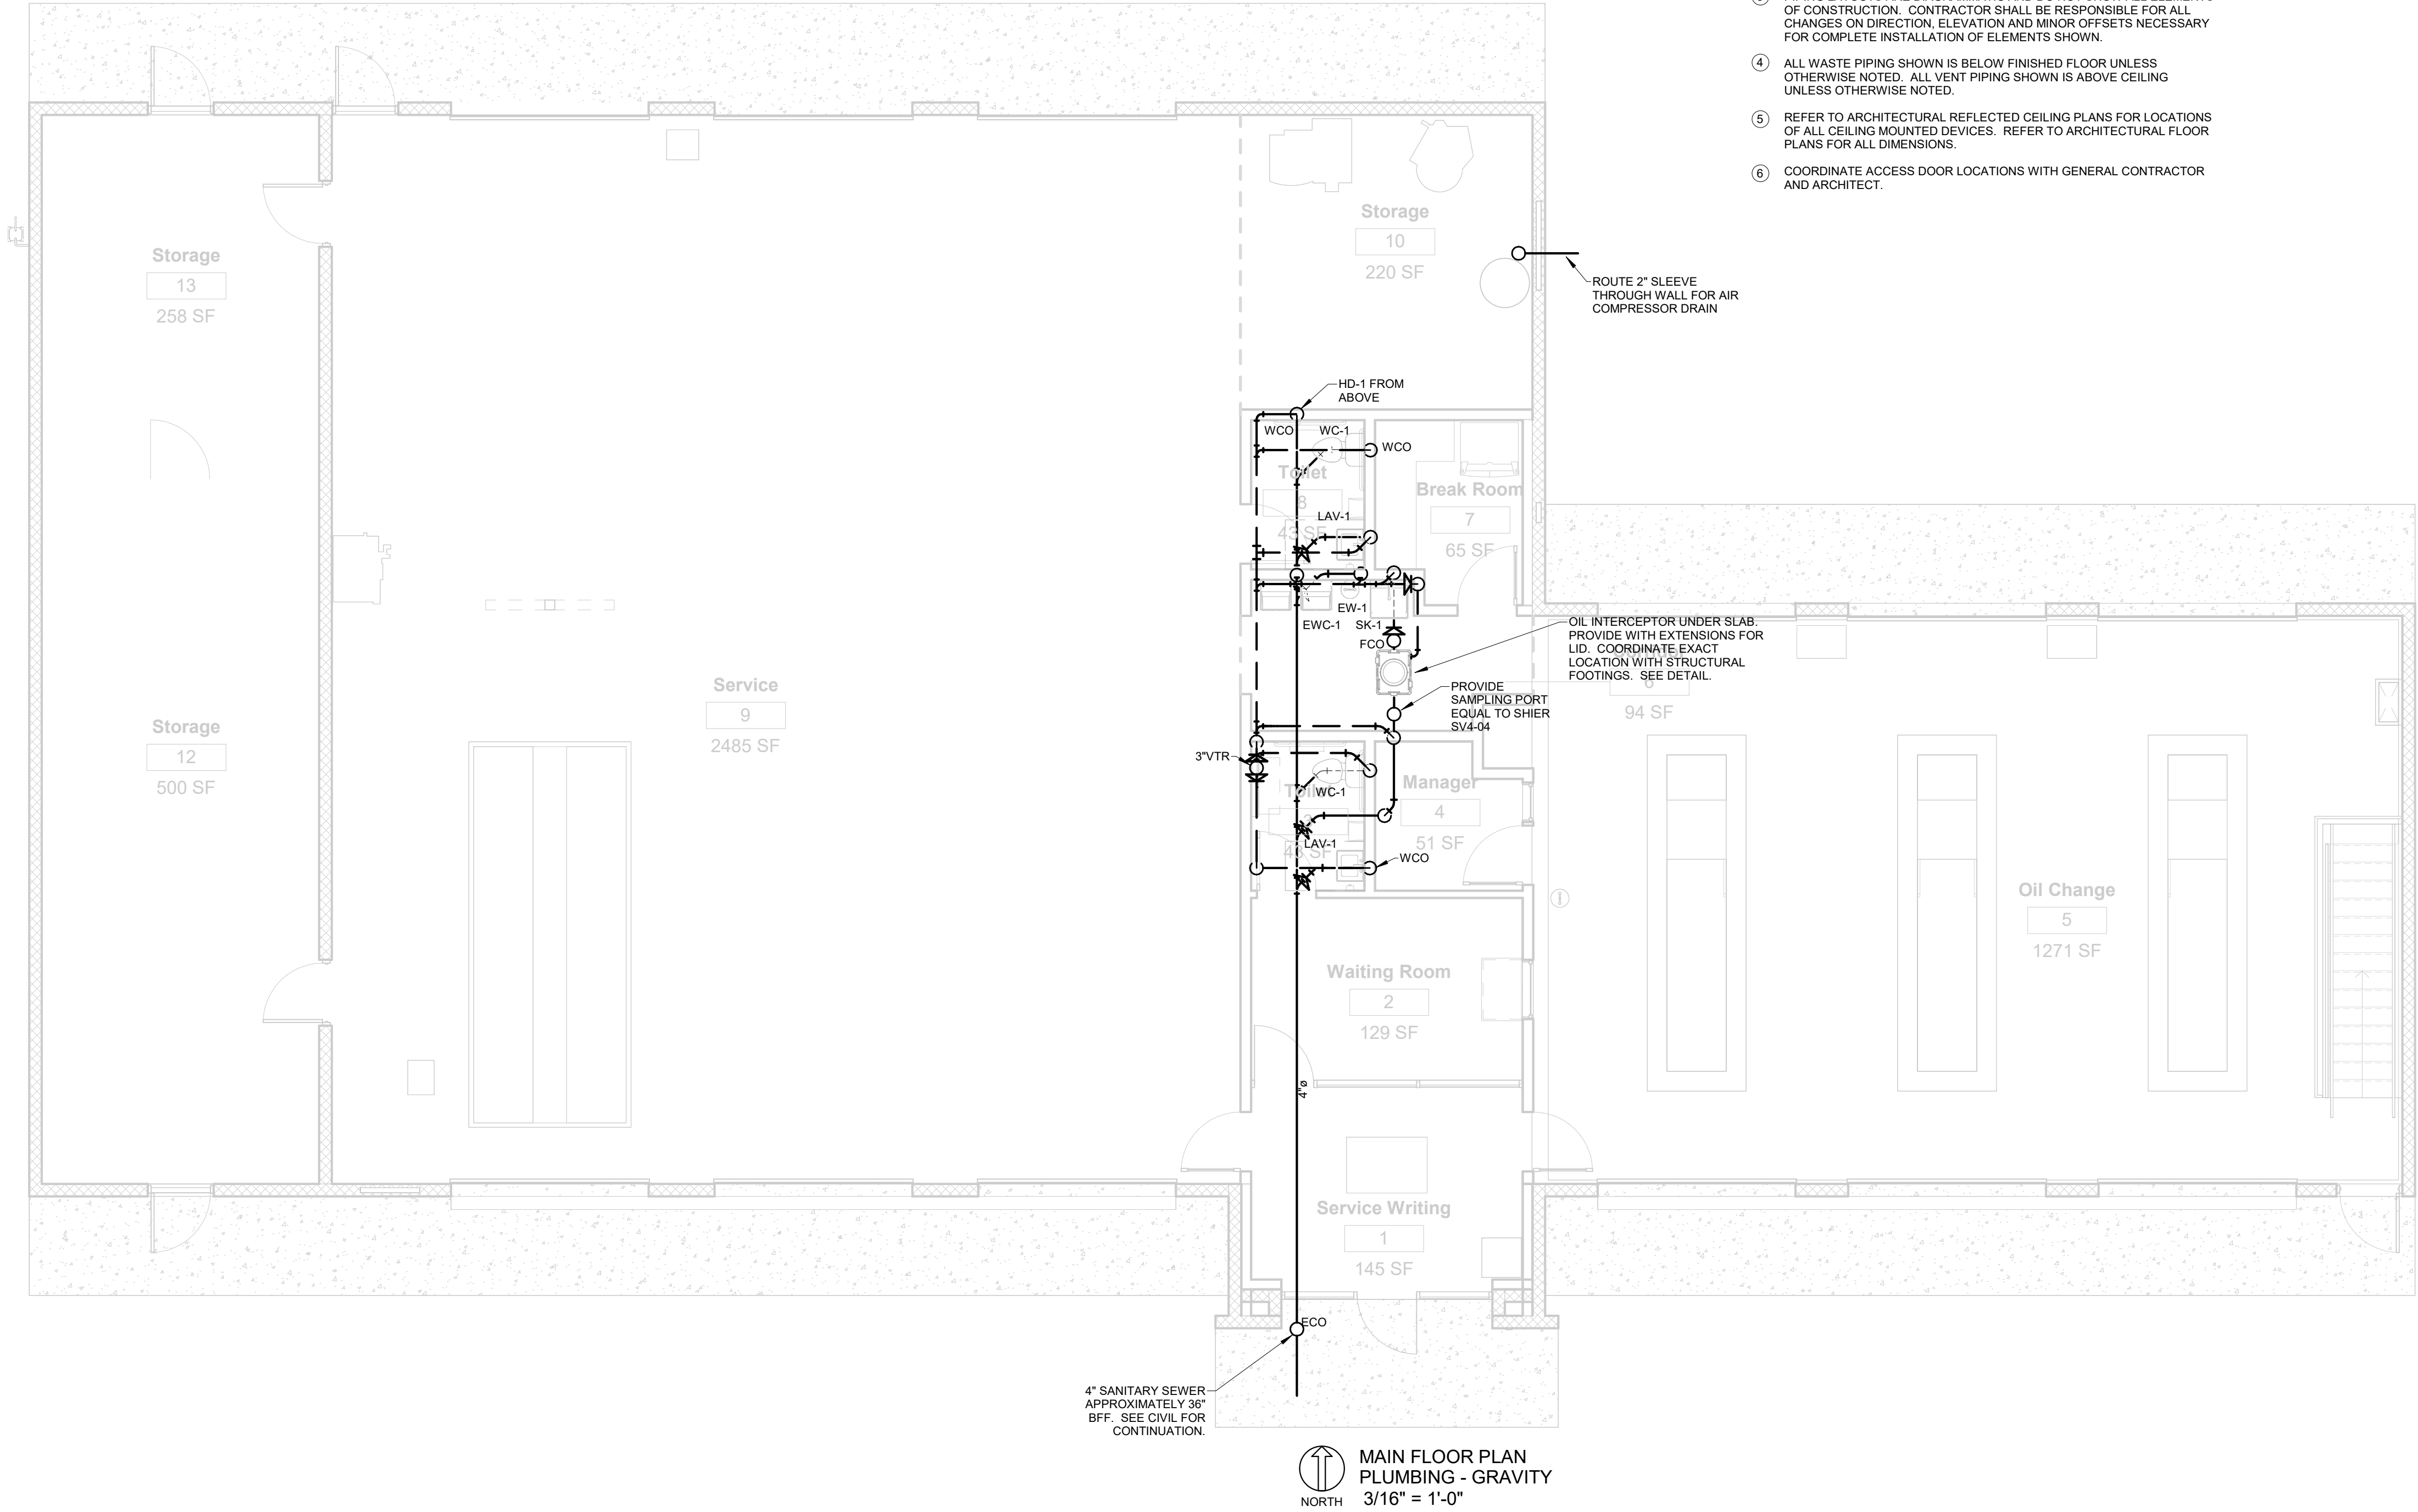 OF CONSTRUCTION. CONTRACTOR SHALL BE RESPONSIBLE FOR ALL
CHANGES ON DIRECTION, ELEVATION AND MINOR OFFSETS NECESSARY
FOR COMPLETE INSTALLATION OF ELEMENTS SHOWN.
4 ALL WASTE PIPING SHOWN IS BELOW FINISHED FLOOR UNLESS
OTHERWISE NOTED. ALL VENT PIPING SHOWN IS ABOVE CEILING
UNLESS OTHERWISE NOTED.
5 REFER TO ARCHITECTURAL REFLECTED CEILING PLANS FOR LOCATIONS
OF ALL CEILING MOUNTED DEVICES. REFER TO ARCHITECTURAL FLOOR
PLANS FOR ALL DIMENSIONS.
6 COORDINATE ACCESS DOOR LOCATIONS WITH GENERAL CONTRACTOR
AND ARCHITECT.
Storage
13
258 SF
Storage
10
220 SF
ROUTE 2" SLEEVE
THROUGH WALL FOR AIR
COMPRESSOR DRAIN
HD-1 FROM
ABOVE
WCO
WC-1
WCO
Toilet
8
43 SF
LAV-1
Break Room
7
65 SF
EW-1
EWC-1
SK-1
FCO
OIL INTERCEPTOR UNDER SLAB.
PROVIDE WITH EXTENSIONS FOR
LID. COORDINATE EXACT
LOCATION WITH STRUCTURAL
FOOTINGS. SEE DETAIL.
6
94 SF
PROVIDE
SAMPLING PORT
EQUAL TO SHIER
SV4-04
Service
9
2485 SF
Storage
12
500 SF
3"VTR
Toilet
WC-1
LAV-1
WCO
Manager
4
51 SF
Oil Change
5
1271 SF
Waiting Room
2
129 SF
4"ø
Service Writing
1
145 SF
ECO
4" SANITARY SEWER
APPROXIMATELY 36"
BFF. SEE CIVIL FOR
CONTINUATION.
NORTH
MAIN FLOOR PLAN
PLUMBING - GRAVITY
3/16" = 1'-0"